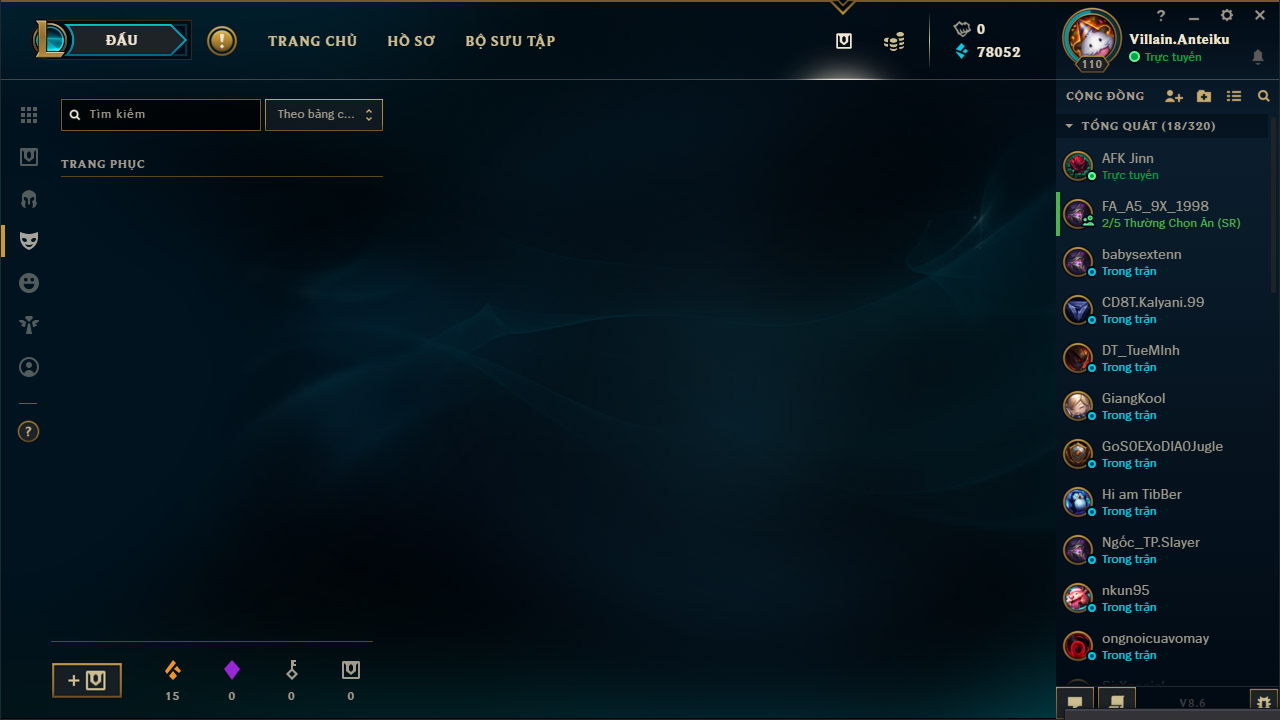 ĐẤU
!
TRANG CHỦ
HỒ SƠ
BỘ SƯU TẬP
0
78052
?
110
Villain.Anteiku
Trực tuyến
Tìm kiếm
Theo bảng c...
TRANG PHỤC
?
15
0
0
0
CỘNG ĐỒNG
TỔNG QUÁT (18/320)
AFK Jinn
Trực tuyến
FA_A5_9X_1998
2/5 Thường Chọn Ẩn (SR)
babysextenn
Trong trận
CD8T.Kalyani.99
Trong trận
DT_TueMInh
Trong trận
GiangKool
Trong trận
GoS0EXoDIA0Jugle
Trong trận
Hi am TibBer
Trong trận
Ngốc_TP.Slayer
Trong trận
nkun95
Trong trận
ongnoicuavomay
Trong trận
V8.6